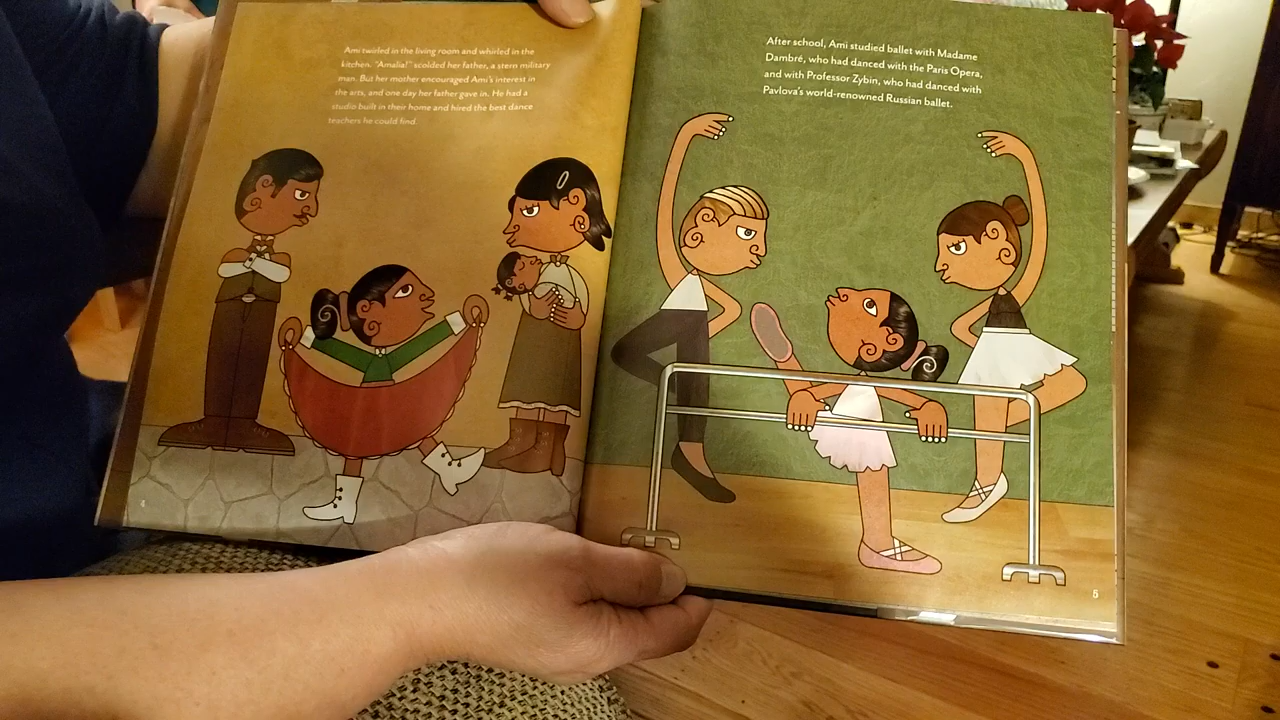 Ami twirled in the living room and whirled in the
kitchen. "Amalia!" scolded her father, a stern military
man. But her mother encouraged Ami's interest in
the arts, and one day her father gave in. He had a
studio built in their home and hired the best dance
teachers he could find.
4
After school, Ami studied ballet with Madame
Dambré, who had danced with the Paris Opera,
and with Professor Zybin, who had danced with
Pavlova's world-renowned Russian ballet.
5